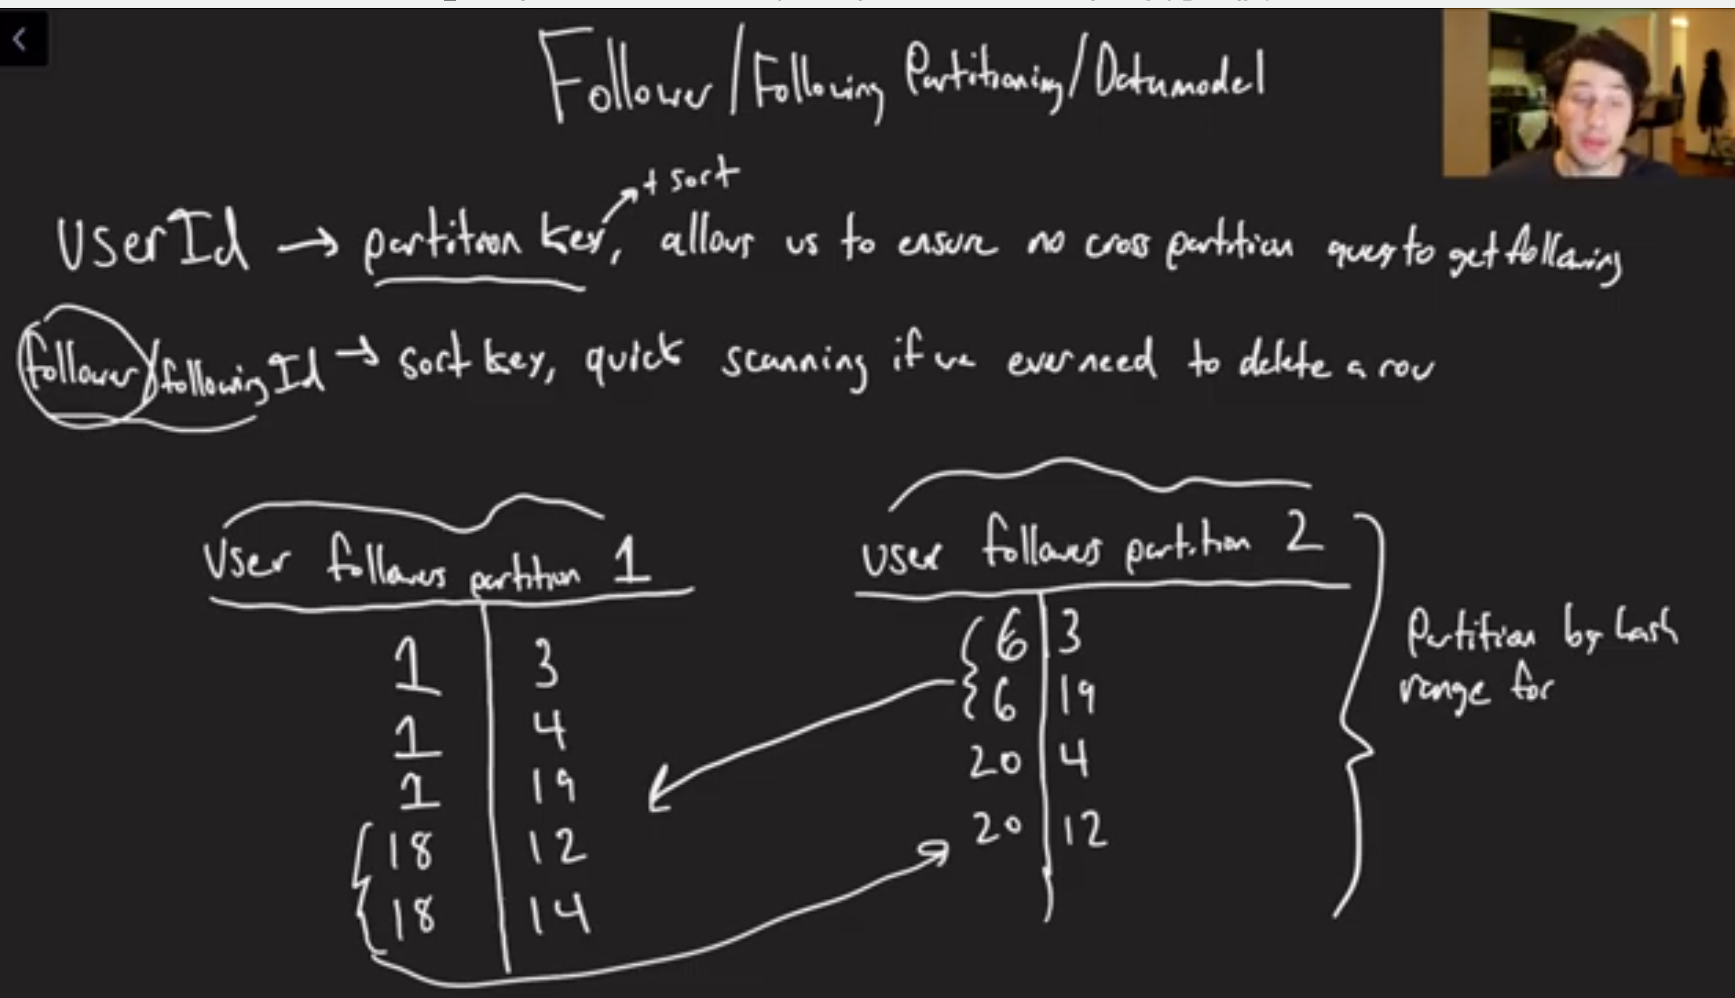 Follower/Following Partitioning/Datamodel
+ sort
UserId → partition key, allows us to ensure no cross partition query to get following
follower/followingId → sort key, quick scanning if we ever need to delete a row
User followers partition 1
1 3
1 4
1 19
18 12
18 14
user followers partition 2
6 3
6 19
20 4
20 12
Partition by hash
range for